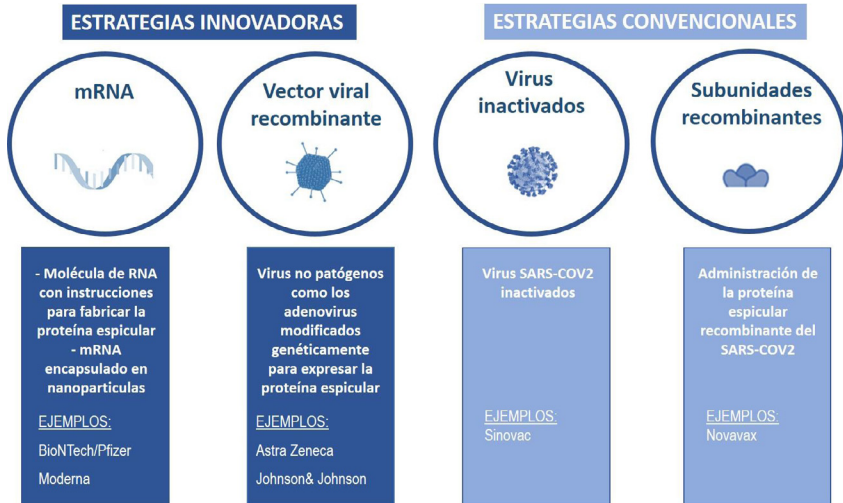 ESTRATEGIAS INNOVADORAS
ESTRATEGIAS CONVENCIONALES
mRNA
Vector viral
recombinante
Virus
inactivados
Subunidades
recombinantes
- Molécula de RNA
con instrucciones
para fabricar la
proteína espicular
- mRNA
encapsulado en
nanoparticulas
EJEMPLOS:
BioNTech/Pfizer
Moderna
Virus no patógenos
como los
adenovirus
modificados
genéticamente
para expresar la
proteína espicular
EJEMPLOS:
Astra Zeneca
Johnson& Johnson
Virus SARS-COV2
inactivados
EJEMPLOS:
Sinovac
Administración de
la proteína
espicular
recombinante del
SARS-COV2
EJEMPLOS:
Novavax